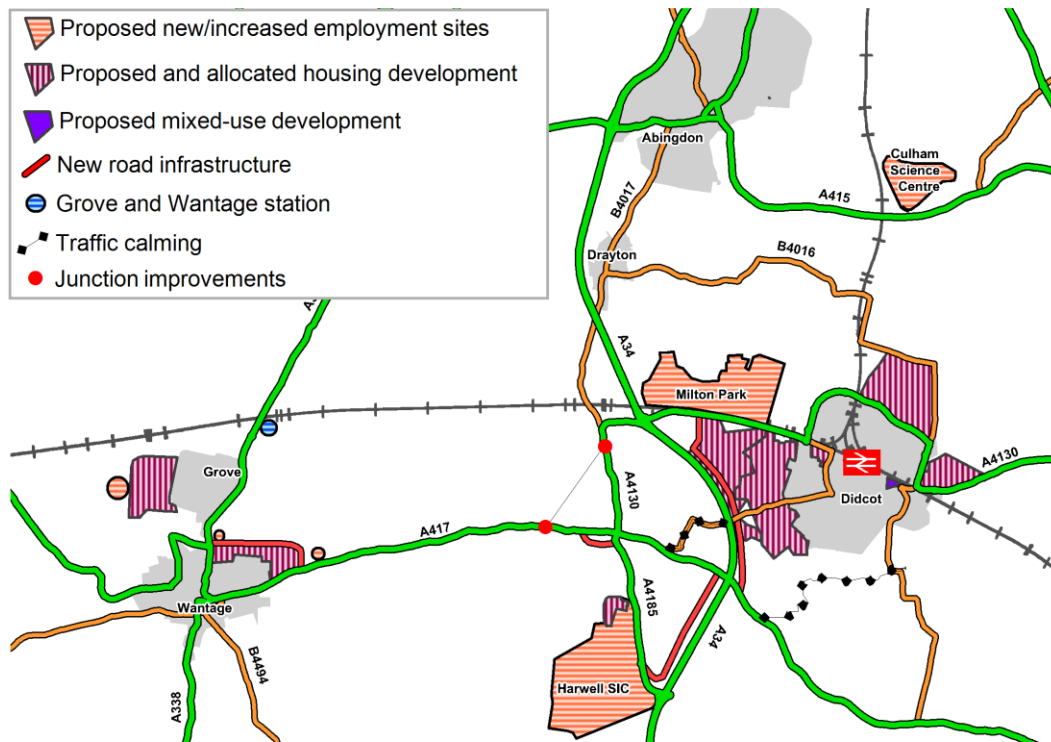 Proposed new/increased employment sites
Proposed and allocated housing development
Proposed mixed-use development
New road infrastructure
Grove and Wantage station
Traffic calming
Junction improvements
Abingdon
Culham
Science
Centre
A415
B4017
B4016
Drayton
A34
Milton Park
Grove
A4130
A4130
Didcot
A417
Wantage
A4185
A34
Harwell SIC
B4494
A338